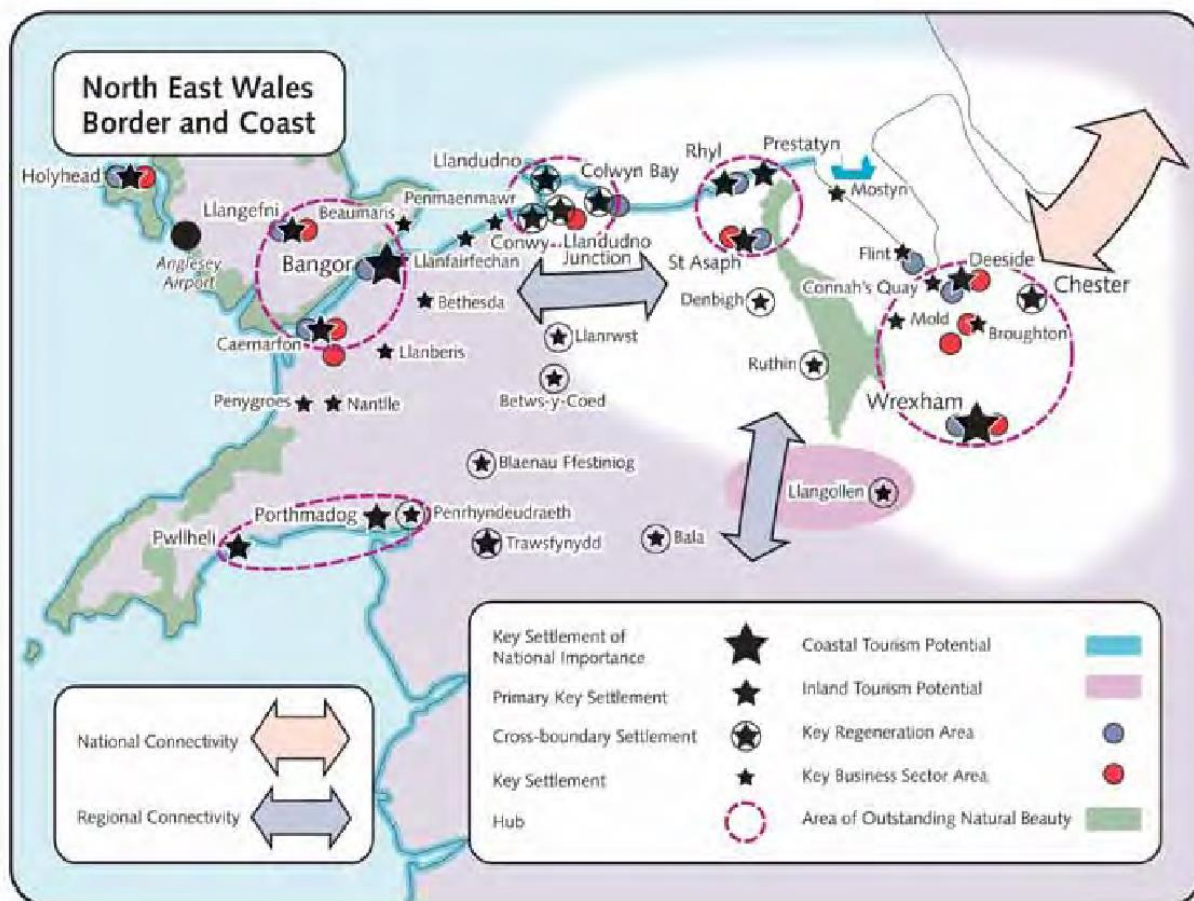 North East Wales
Border and Coast
Holyhead
Llangefni
Beaumaris
Penmaenmawr
Llandudno
Colwyn Bay
Rhyl
Prestatyn
Mostyn
Anglesey
Airport
Bangor
Llanfairfechan
Conwy
Llandudno
Junction
St Asaph
Flint
Deeside
Connah's Quay
Chester
Bethesda
Denbigh
Mold
Broughton
Caernarfon
Llanberis
Llanrwst
Ruthin
Penygroes
Nantlle
Betws-y-Coed
Wrexham
Blaenau Ffestiniog
Llangollen
Porthmadog
Penrhyndeudraeth
Pwllheli
Trawsfynydd
Bala
Key Settlement of
National Importance
Primary Key Settlement
Cross-boundary Settlement
Key Settlement
Hub
Coastal Tourism Potential
Inland Tourism Potential
Key Regeneration Area
Key Business Sector Area
Area of Outstanding Natural Beauty
National Connectivity
Regional Connectivity